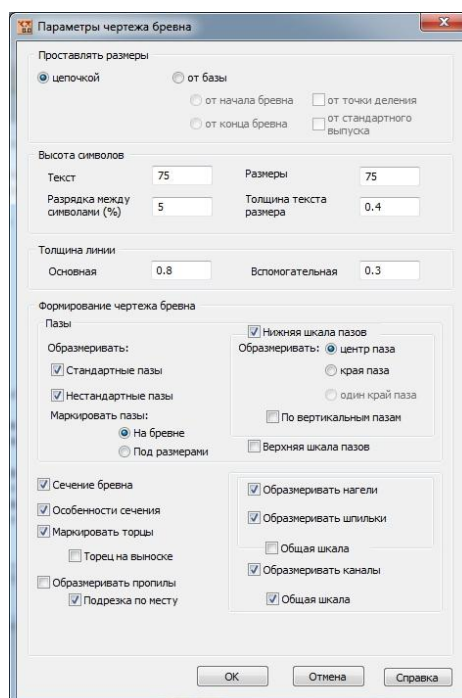 Параметры чертежа бревна
Проставлять размеры
цепочкой
от базы
от начала бревна
от точки деления
от конца бревна
от стандартного
выпуска
Высота символов
Текст
75
Размеры
75
Разрядка между
символами (%)
5
Толщина текста
размера
0.4
Толщина линии
Основная
0.8
Вспомогательная
0.3
Формирование чертежа бревна
Пазы
Образмеривать:
Стандартные пазы
Нестандартные пазы
Маркировать пазы:
На бревне
Под размерами
Нижняя шкала пазов
Образмеривать:
центр паза
края паза
один край паза
По вертикальным пазам
Верхняя шкала пазов
Сечение бревна
Особенности сечения
Маркировать торцы
Торец на выноске
Образмеривать пропилы
Подрезка по месту
Образмеривать нагели
Образмеривать шпильки
Общая шкала
Образмеривать каналы
Общая шкала
OK
Отмена
Справка